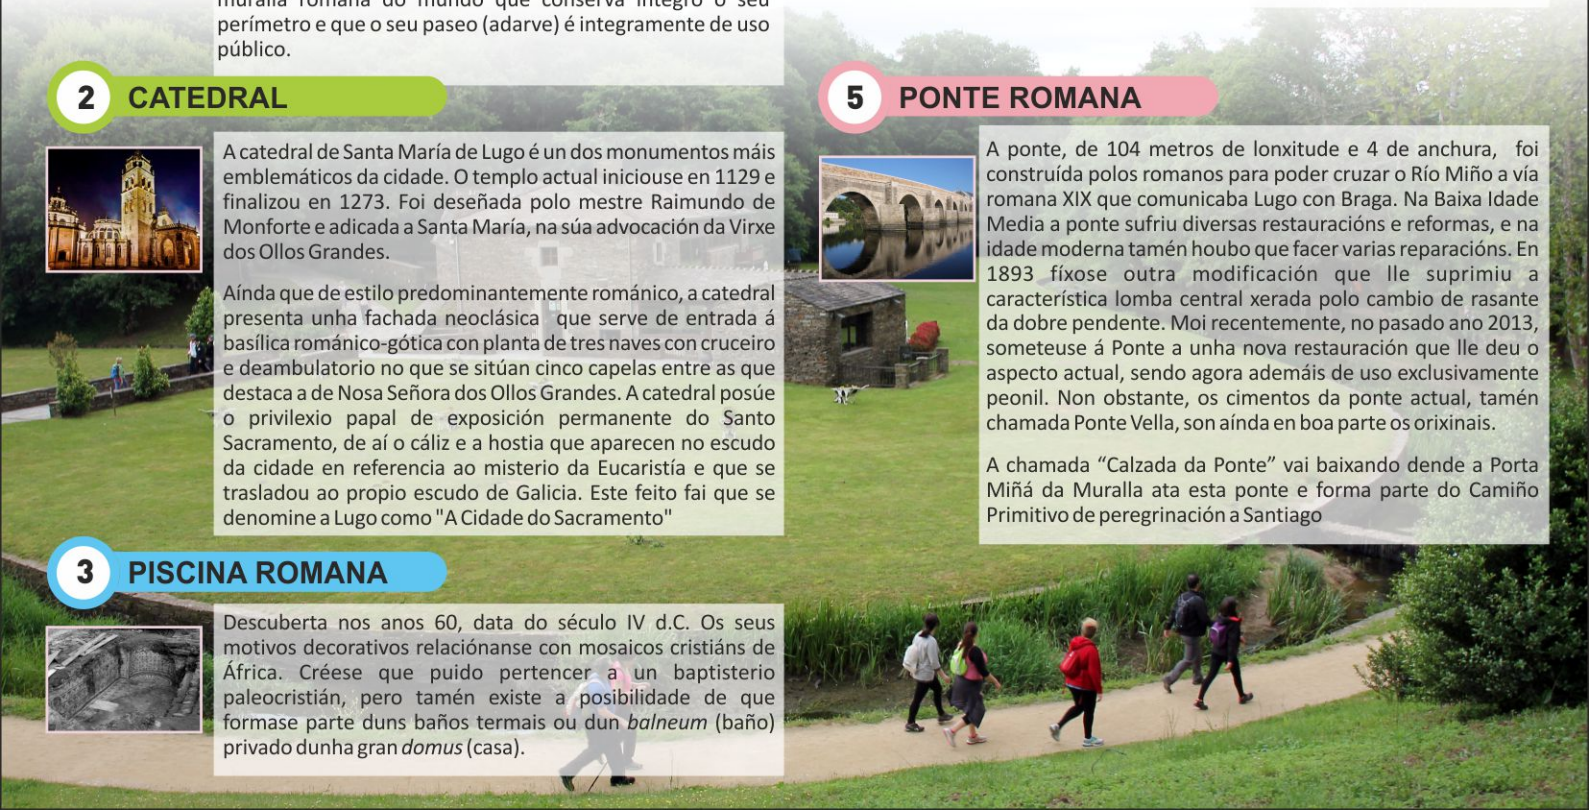 muralla romana do mundo que conserva íntegro o seu
perímetro e que o seu paseo (adarve) é integramente de uso
público.
2 CATEDRAL
A catedral de Santa María de Lugo é un dos monumentos máis
emblemáticos da cidade. O templo actual iniciouse en 1129 e
finalizou en 1273. Foi deseñada polo mestre Raimundo de
Monforte e adicada a Santa María, na súa advocación da Virxe
dos Ollos Grandes.
Aínda que de estilo predominantemente románico, a catedral
presenta unha fachada neoclásica que serve de entrada á
basílica románico-gótica con planta de tres naves con cruceiro
e deambulatorio no que se sitúan cinco capelas entre as que
destaca a de Nosa Señora dos Ollos Grandes. A catedral posúe
o privilexio papal de exposición permanente do Santo
Sacramento, de aí o cáliz e a hostia que aparecen no escudo
da cidade en referencia ao misterio da Eucaristía e que se
trasladou ao propio escudo de Galicia. Este feito fai que se
denomine a Lugo como "A Cidade do Sacramento"
3 PISCINA ROMANA
Descuberta nos anos 60, data do século IV d.C. Os seus
motivos decorativos relaciónanse con mosaicos cristiáns de
África. Créese que puido pertencer a un baptisterio
paleocristián, pero tamén existe a posibilidade de que
formase parte duns baños termais ou dun balneum (baño)
privado dunha gran domus (casa).
5 PONTE ROMANA
A ponte, de 104 metros de lonxitude e 4 de anchura, foi
construída polos romanos para poder cruzar o Río Miño a vía
romana XIX que comunicaba Lugo con Braga. Na Baixa Idade
Media a ponte sufriu diversas restauracións e reformas, e na
idade moderna tamén houbo que facer varias reparacións. En
1893 fíxose outra modificación que lle suprimiu a
característica lomba central xerada polo cambio de rasante
da dobre pendente. Moi recentemente, no pasado ano 2013,
someteuse á Ponte a unha nova restauración que lle deu o
aspecto actual, sendo agora ademáis de uso exclusivamente
peonil. Non obstante, os cimentos da ponte actual, tamén
chamada Ponte Vella, son aínda en boa parte os orixinais.
A chamada “Calzada da Ponte” vai baixando dende a Porta
Miñá da Muralla ata esta ponte e forma parte do Camiño
Primitivo de peregrinación a Santiago